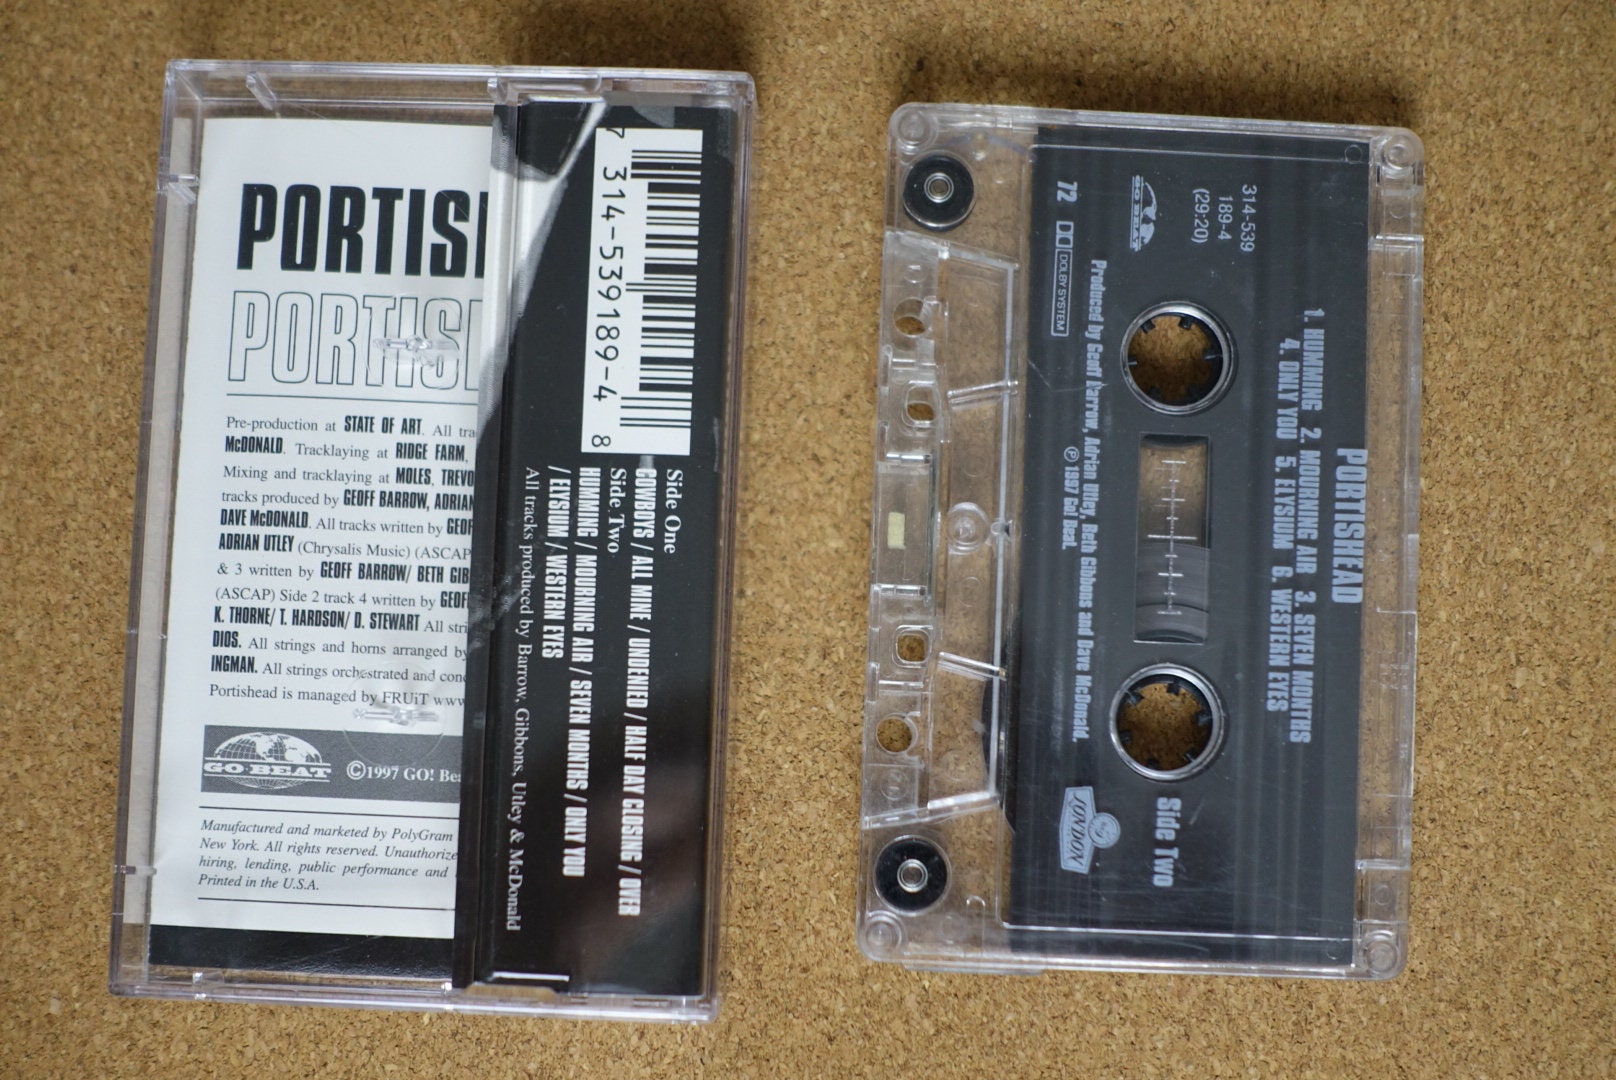 PORTISH
PORTISH
Pre-production at STATE OF ART. All tra
McDONALD. Tracklaying at RIDGE FARM,
Mixing and tracklaying at MOLES, TREVO
tracks produced by GEOFF BARROW, ADRIAN
DAVE McDONALD. All tracks written by GEOF
ADRIAN UTLEY (Chrysalis Music) (ASCAP
& 3 written by GEOFF BARROW/ BETH GIB
(ASCAP) Side 2 track 4 written by GEOF
K. THORNE/ T. HARDSON/ D. STEWART All stri
DIOS. All strings and horns arranged by
INGMAN. All strings orchestrated and con
Portishead is managed by FRUiT www
GO·BEAT
©1997 GO! Bea
Manufactured and marketed by PolyGram
New York. All rights reserved. Unauthorize
hiring, lending, public performance and
Printed in the U.S.A.
7 314-539189-4 8
Side One
COWBOYS / ALL MINE / UNDENIED / HALF DAY CLOSING / OVER
Side Two
HUMMING / MOURNING AIR / SEVEN MONTHS / ONLY YOU
/ ELYSIUM / WESTERN EYES
All tracks produced by Barrow, Gibbons, Utley & McDonald
PORTISHEAD
1. HUMMING 2. MOURNING AIR 3. SEVEN MONTHS
4. ONLY YOU 5. ELYSIUM 6. WESTERN EYES
314-539
189-4
(29:20)
GO BEAT
Side Two
72 DOLBY SYSTEM
Produced by Geoff Barrow, Adrian Utley, Beth Gibbons and Dave McDonald.
℗ 1997 Go! Beat.
LONDON